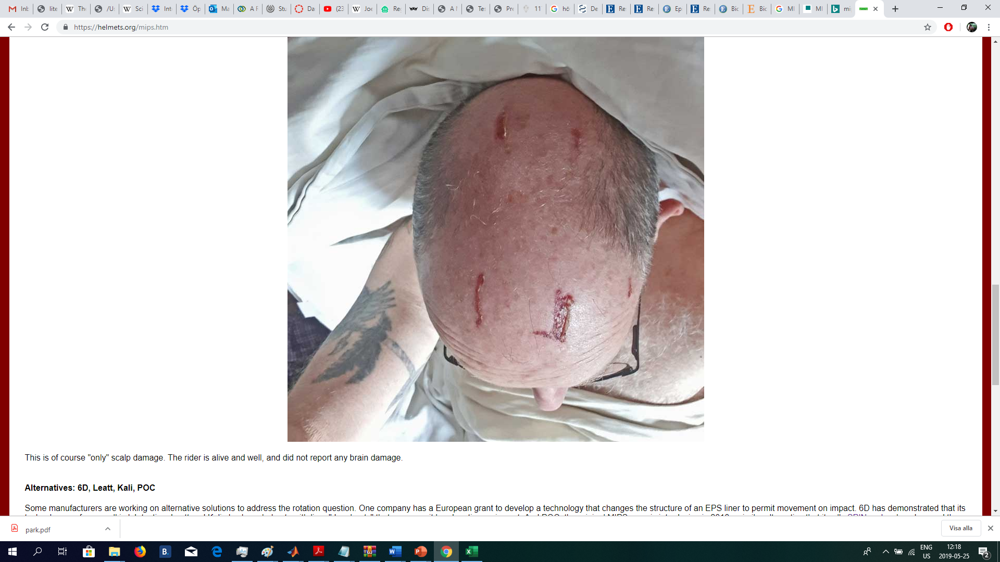 Inb
lite
Th
/Us
Sci
Int
Öp
Ma
A F
Stu
Da
(23
Joe
Re
Dis
A l
Tes
Pre
11
hö
De
Re
Re
Ep
Re
Bic
Bic
MI
MI
mi
https://helmets.org/mips.htm
This is of course "only" scalp damage. The rider is alive and well, and did not report any brain damage.
Alternatives: 6D, Leatt, Kali, POC
Some manufacturers are working on alternative solutions to address the rotation question. One company has a European grant to develop a technology that changes the structure of an EPS liner to permit movement on impact. 6D has demonstrated that its
park.pdf
Visa alla
ENG
US
12:18
2019-05-25
2